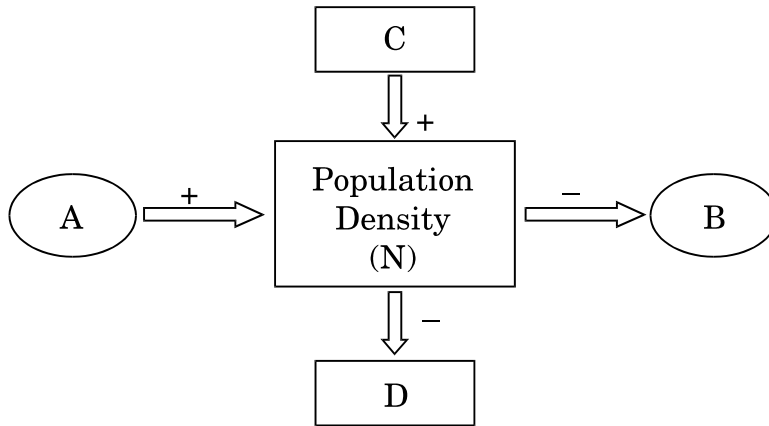 C
+
A
+
Population
Density
(N)
–
B
–
D